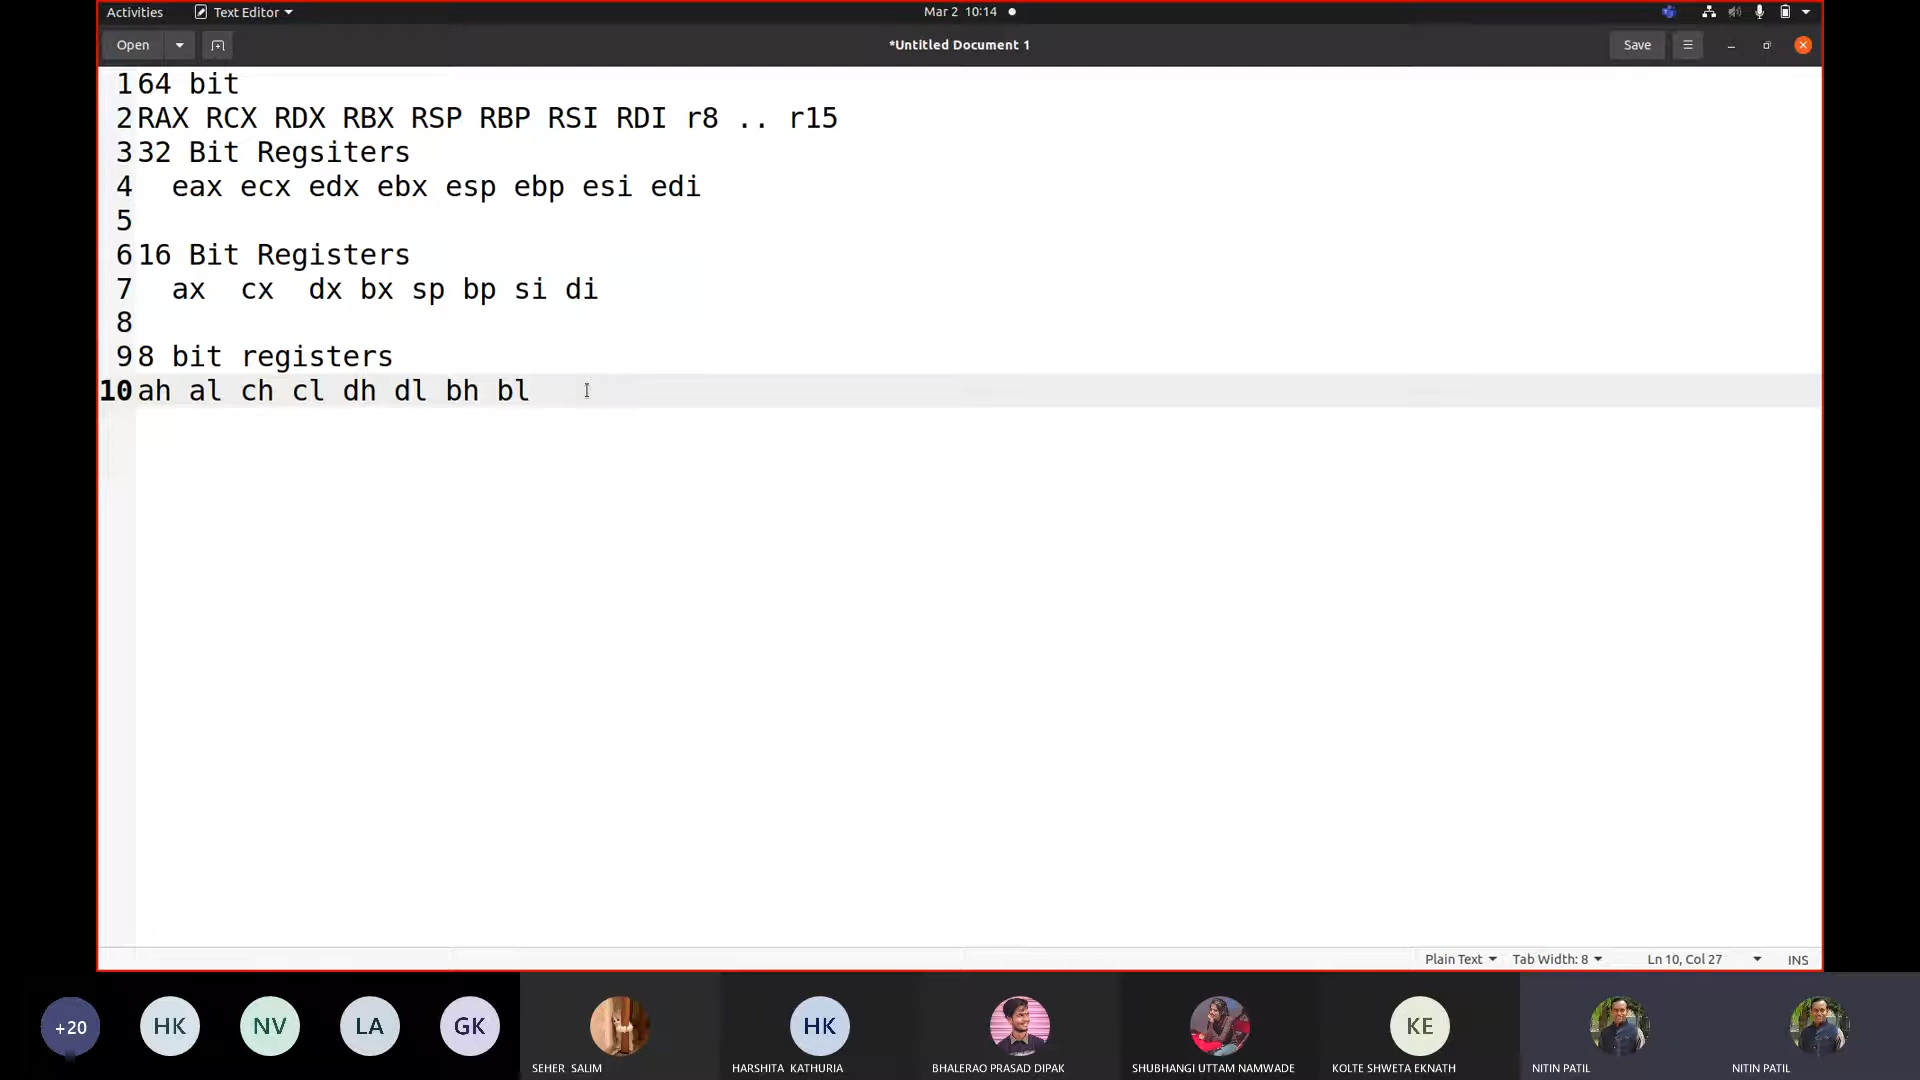 Activities Text Editor Mar 2 10:14
Open *Untitled Document 1 Save
1 64 bit
2 RAX RCX RDX RBX RSP RBP RSI RDI r8 .. r15
3 32 Bit Regsiters
4 eax ecx edx ebx esp ebp esi edi
5
6 16 Bit Registers
7 ax cx dx bx sp bp si di
8
9 8 bit registers
10 ah al ch cl dh dl bh bl
Plain Text Tab Width: 8 Ln 10, Col 27 INS
+20 HK NV LA GK HK KE
SEHER SALIM HARSHITA KATHURIA BHALERAO PRASAD DIPAK SHUBHANGI UTTAM NAMWADE KOLTE SHWETA EKNATH NITIN PATIL NITIN PATIL